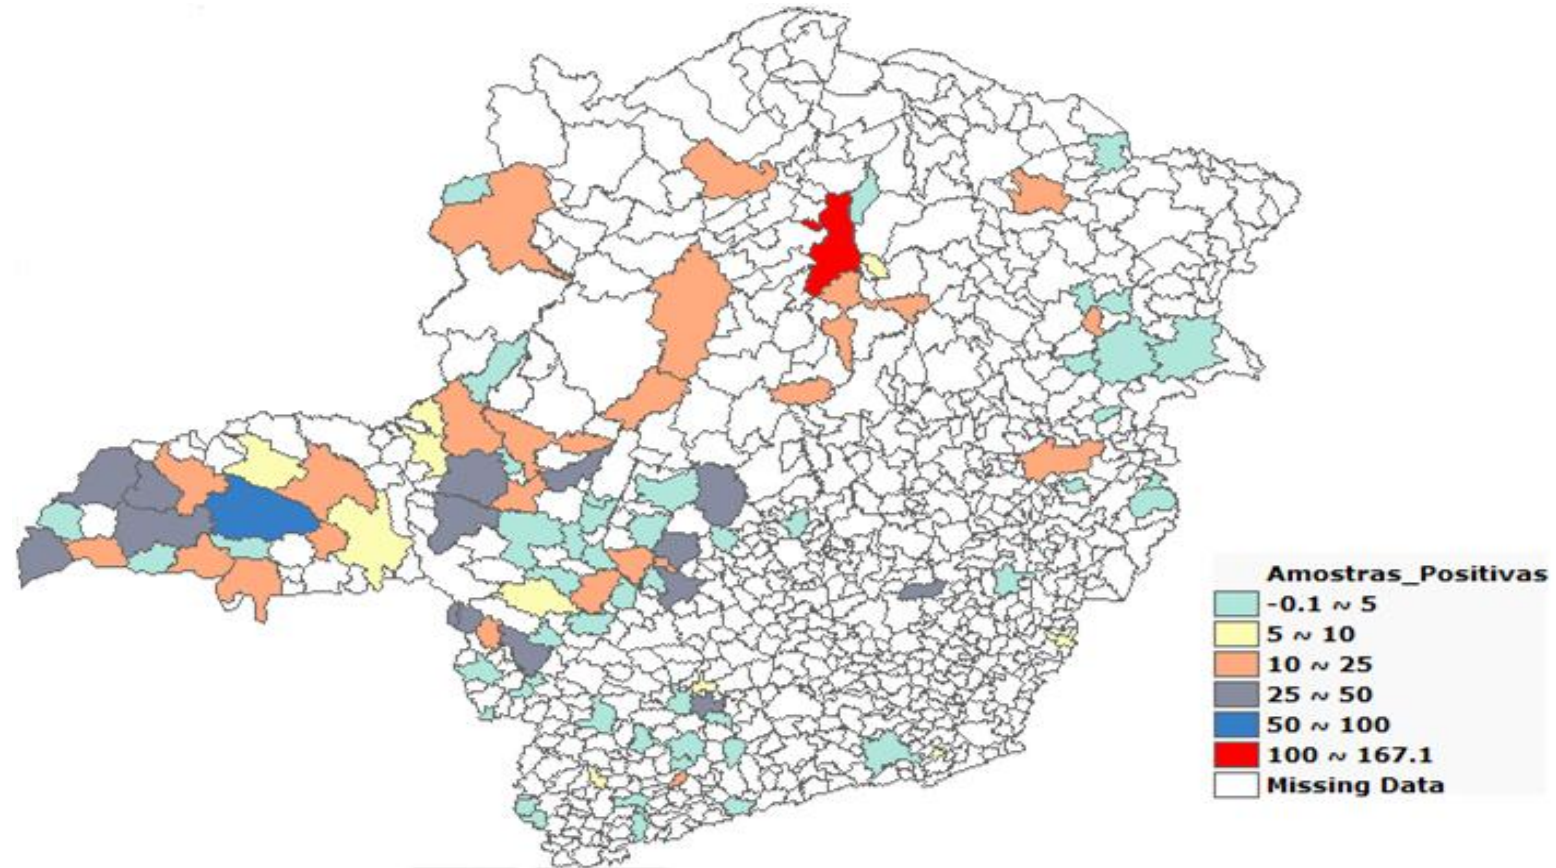 Amostras_Positivas
-0.1 ~ 5
5 ~ 10
10 ~ 25
25 ~ 50
50 ~ 100
100 ~ 167.1
Missing Data